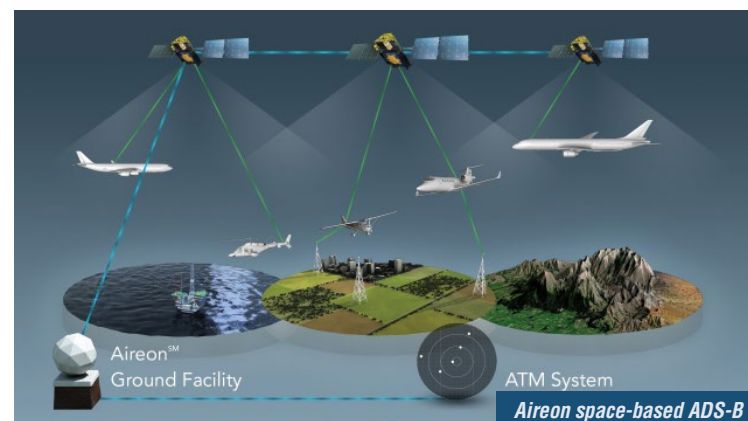 Aireon℠
Ground Facility
ATM System
Aireon space-based ADS-B